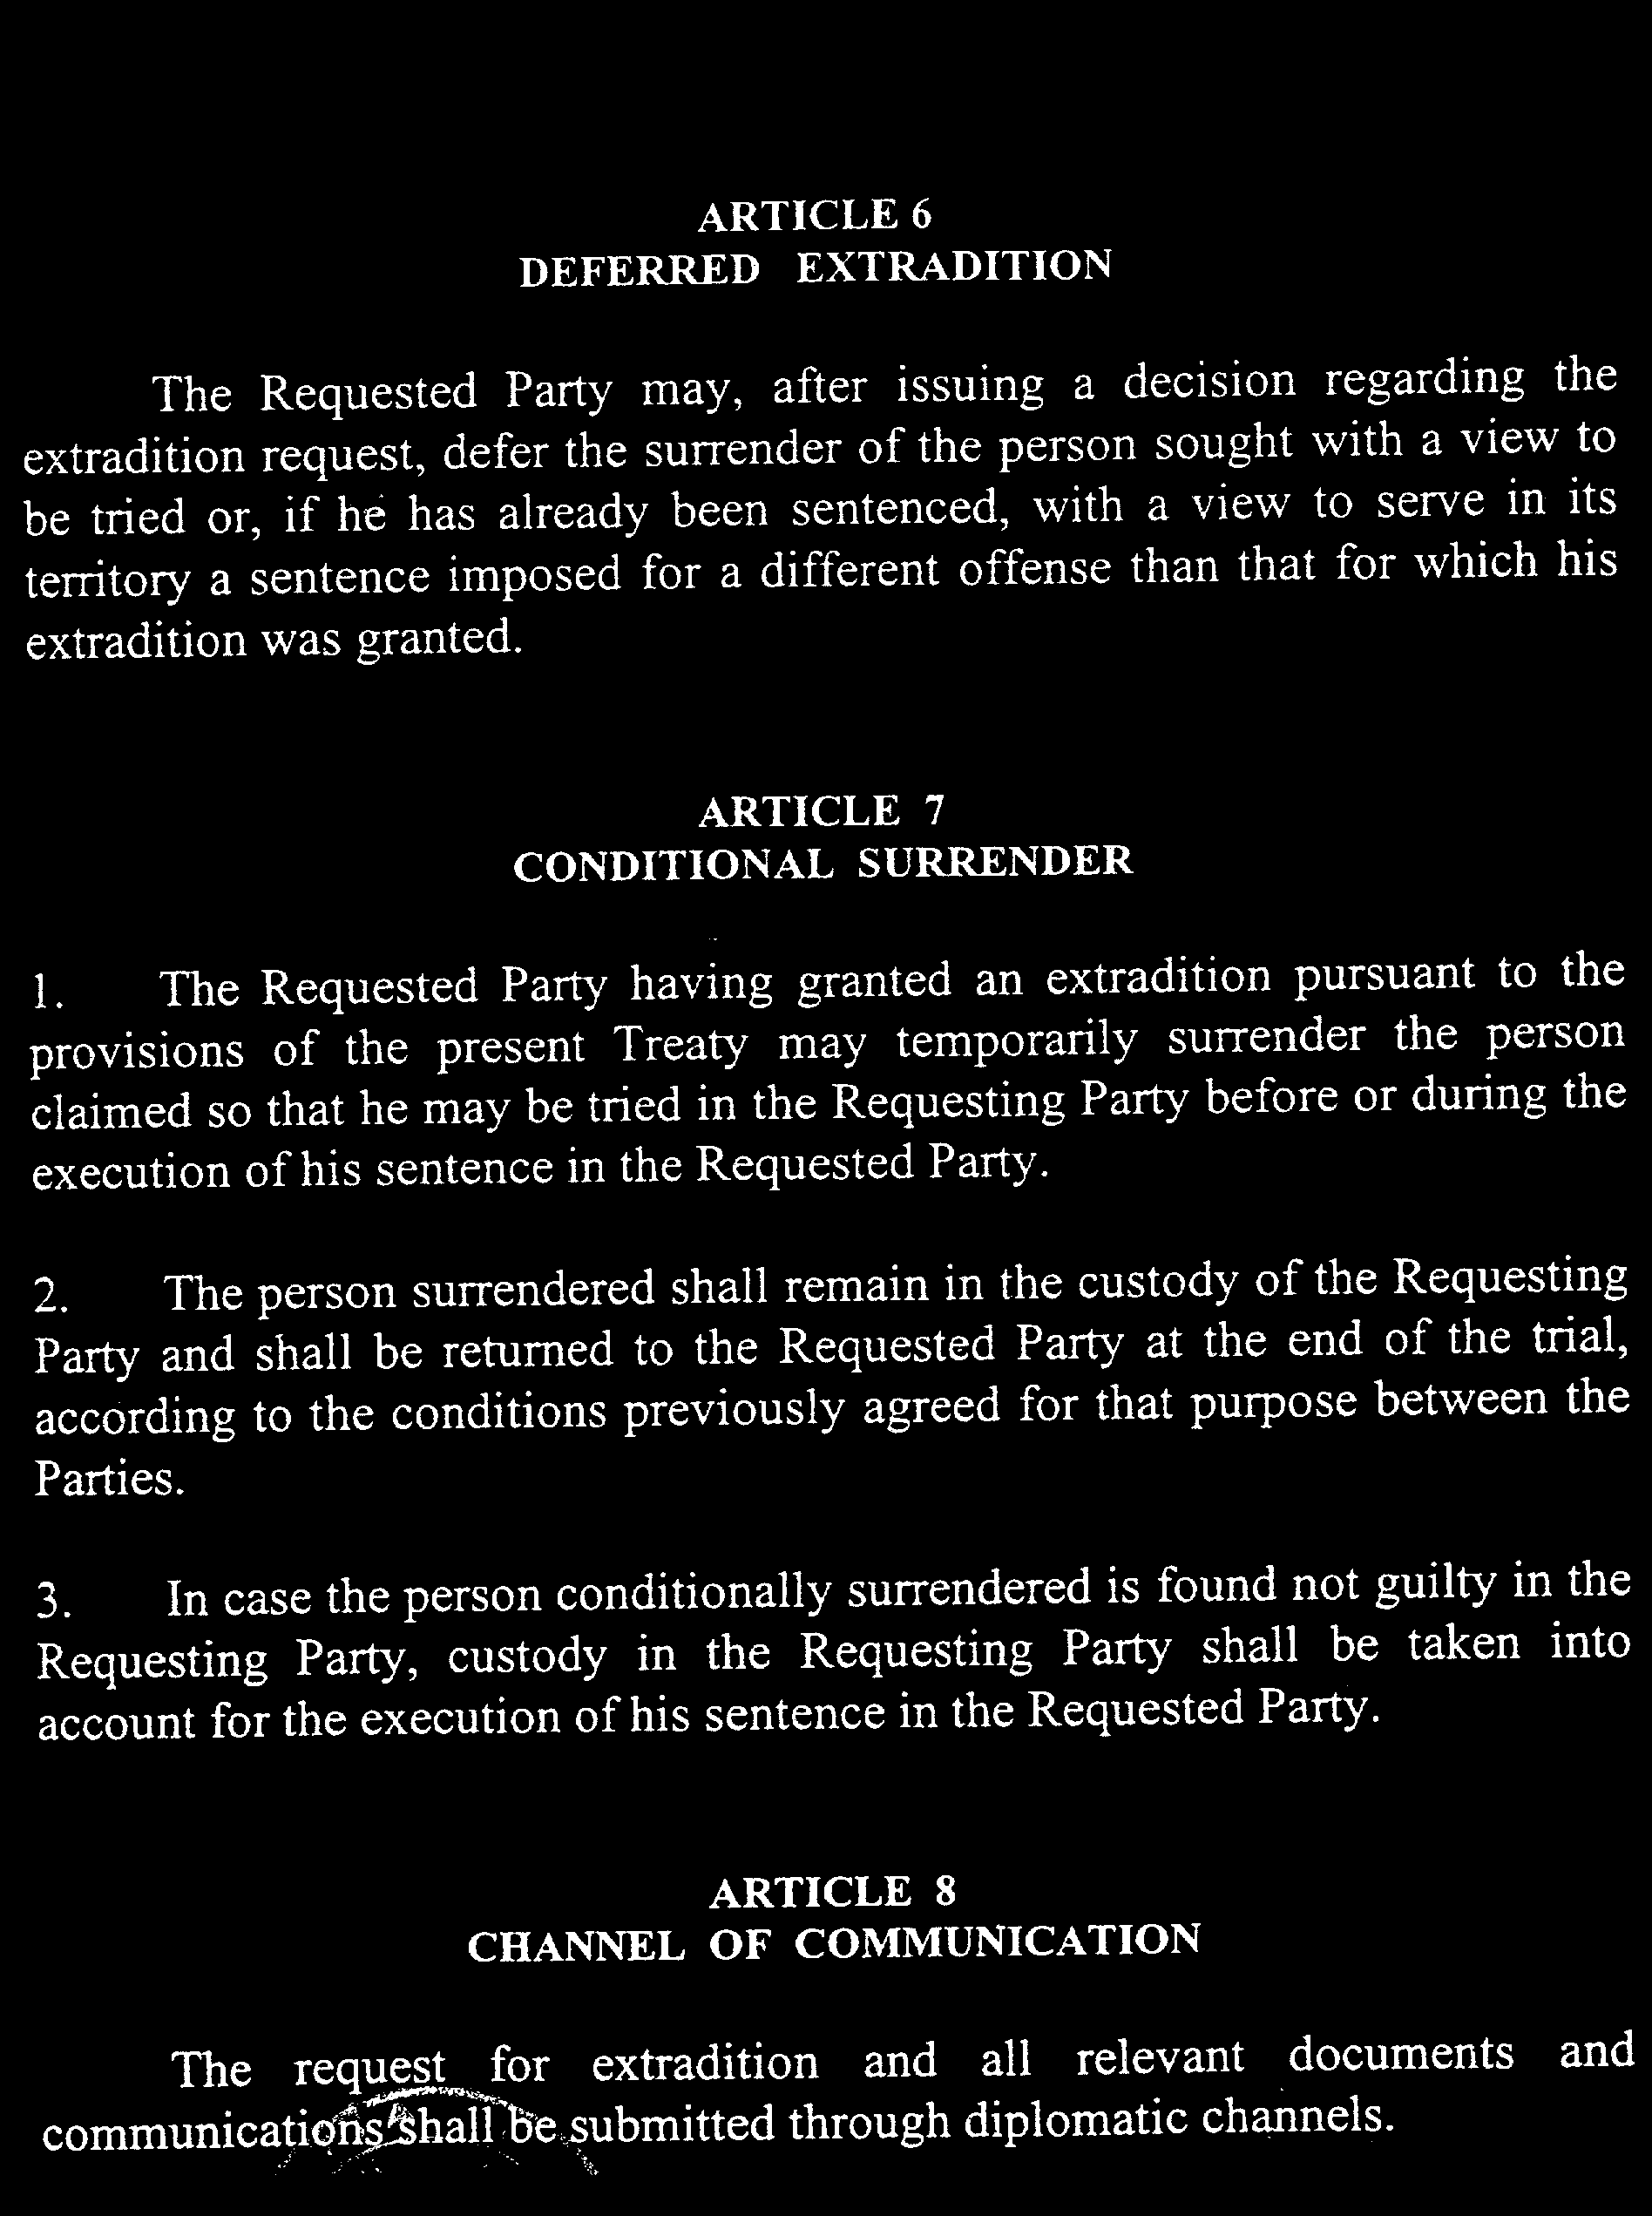 ARTICLE 6
DEFERRED EXTRADITION
The Requested Party may, after issuing a decision regarding the
extradition request, defer the surrender of the person sought with a view to
be tried or, if he has already been sentenced, with a view to serve in its
territory a sentence imposed for a different offense than that for which his
extradition was granted.
ARTICLE 7
CONDITIONAL SURRENDER
1. The Requested Party having granted an extradition pursuant to the
provisions of the present Treaty may temporarily surrender the person
claimed so that he may be tried in the Requesting Party before or during the
execution of his sentence in the Requested Party.
2. The person surrendered shall remain in the custody of the Requesting
Party and shall be returned to the Requested Party at the end of the trial,
according to the conditions previously agreed for that purpose between the
Parties.
3. In case the person conditionally surrendered is found not guilty in the
Requesting Party, custody in the Requesting Party shall be taken into
account for the execution of his sentence in the Requested Party.
ARTICLE 8
CHANNEL OF COMMUNICATION
The request for extradition and all relevant documents and
communications shall be submitted through diplomatic channels.